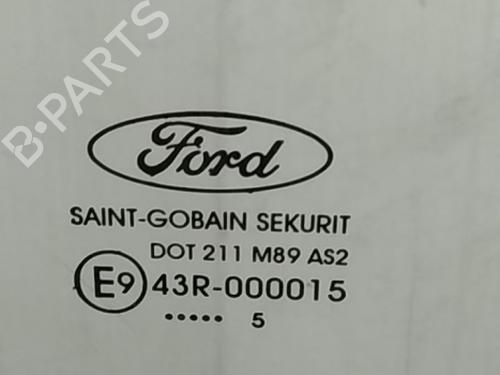 B-PARTS
Ford
SAINT-GOBAIN SEKURIT
DOT 211 M89 AS2
E9 43R-000015
..... 5